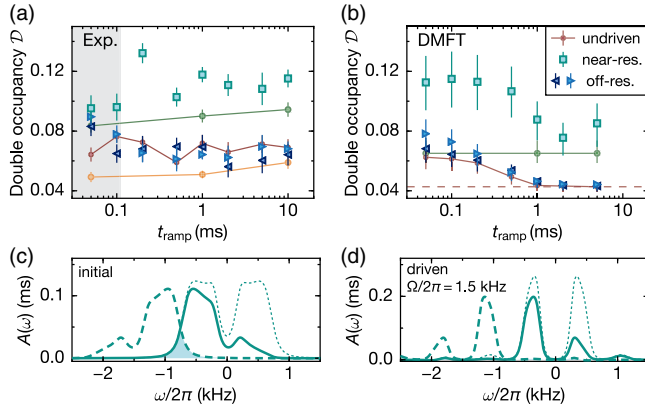 (a)
Exp.
Double occupancy 𝒟
0.12
0.08
0.04
0.1
1
10
t_ramp (ms)
(b)
DMFT
undriven
near-res.
off-res.
Double occupancy 𝒟
0.12
0.08
0.04
0.1
1
10
t_ramp (ms)
(c)
initial
A(ω) (ms)
0.1
0.0
−2
−1
0
1
ω/2π (kHz)
(d)
driven
Ω/2π = 1.5 kHz
A(ω) (ms)
0.2
0.0
−2
−1
0
1
ω/2π (kHz)